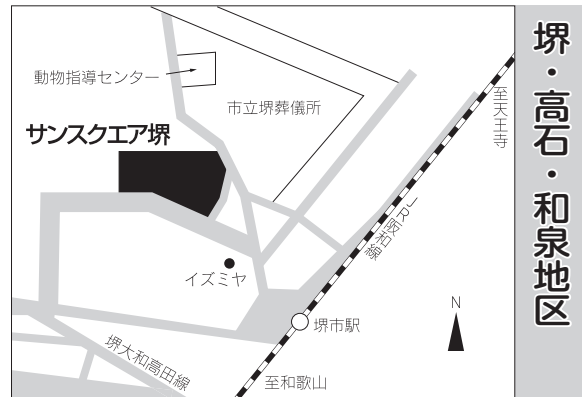 動物指導センター
市立堺葬儀所
サンスクエア堺
至天王寺
JR阪和線
イズミヤ
N
堺市駅
堺大和高田線
至和歌山
堺・高石・和泉地区